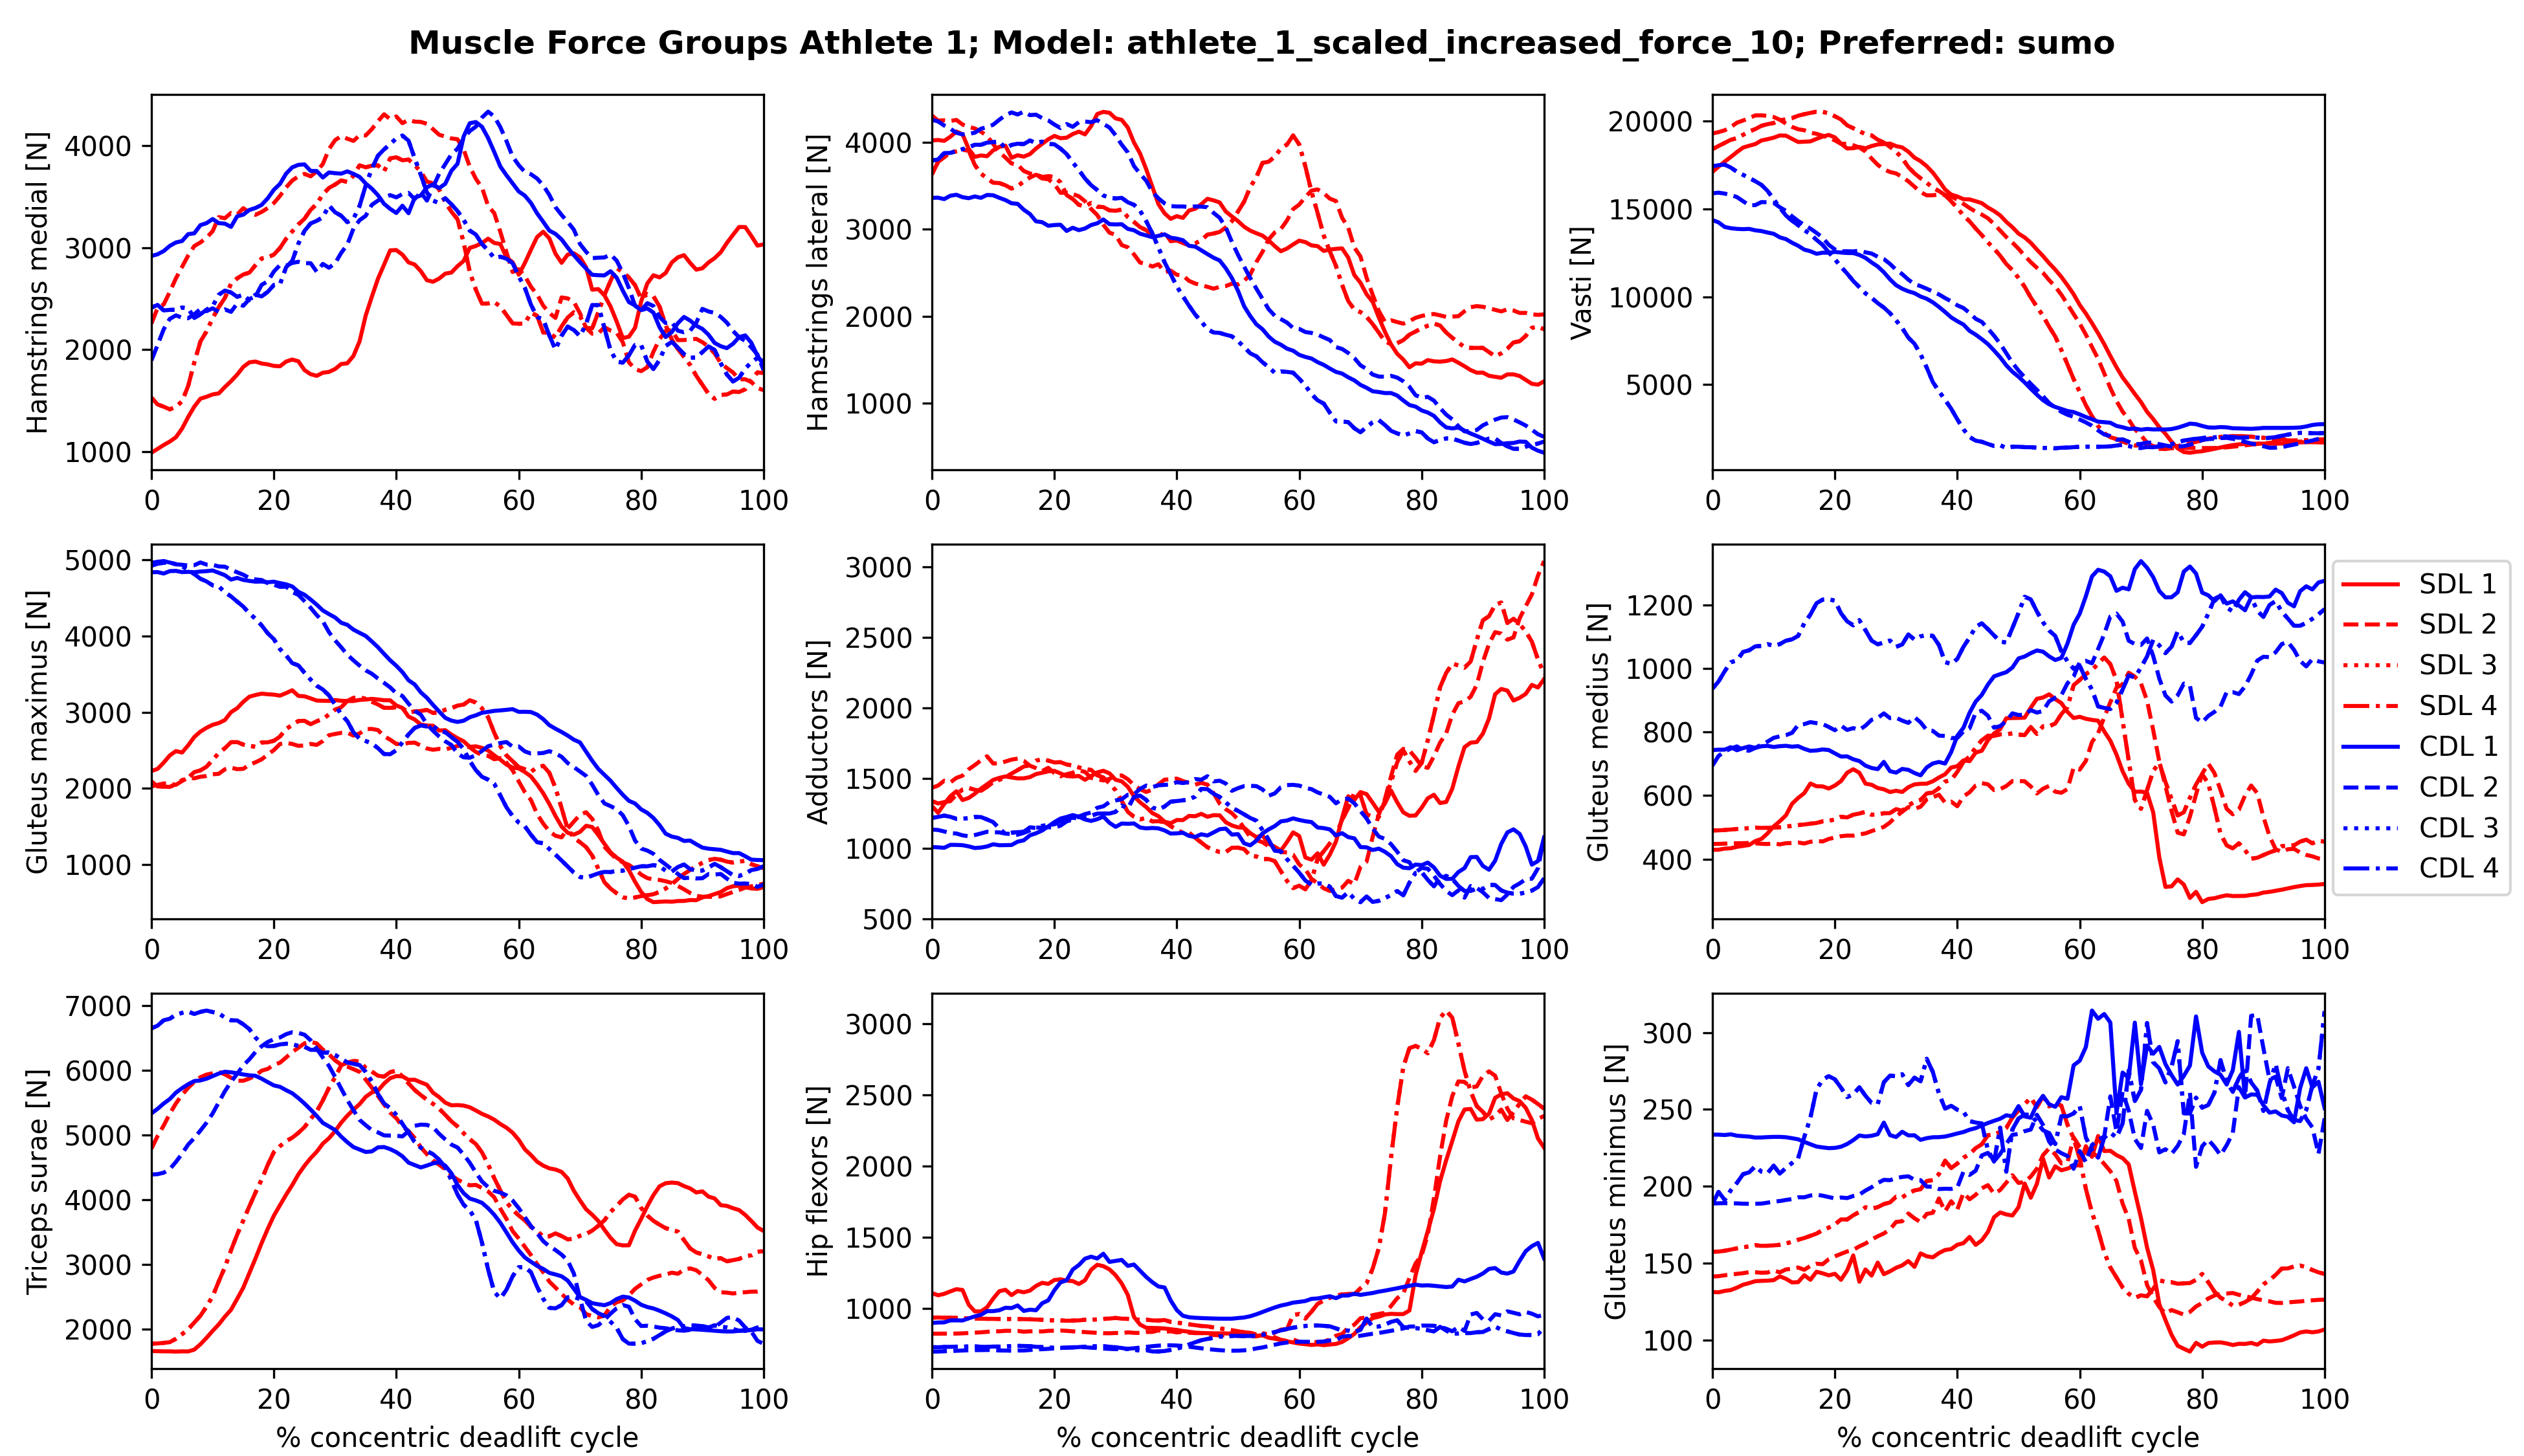 Muscle Force Groups Athlete 1; Model: athlete_1_scaled_increased_force_10; Preferred: sumo
Hamstrings medial [N]
4000
3000
2000
1000
0 20 40 60 80 100
Hamstrings lateral [N]
4000
3000
2000
1000
0 20 40 60 80 100
Vasti [N]
20000
15000
10000
5000
0 20 40 60 80 100
Gluteus maximus [N]
5000
4000
3000
2000
1000
0 20 40 60 80 100
Adductors [N]
3000
2500
2000
1500
1000
500
0 20 40 60 80 100
Gluteus medius [N]
1200
1000
800
600
400
0 20 40 60 80 100
SDL 1
SDL 2
SDL 3
SDL 4
CDL 1
CDL 2
CDL 3
CDL 4
Triceps surae [N]
7000
6000
5000
4000
3000
2000
0 20 40 60 80 100
% concentric deadlift cycle
Hip flexors [N]
3000
2500
2000
1500
1000
0 20 40 60 80 100
% concentric deadlift cycle
Gluteus minimus [N]
300
250
200
150
100
0 20 40 60 80 100
% concentric deadlift cycle